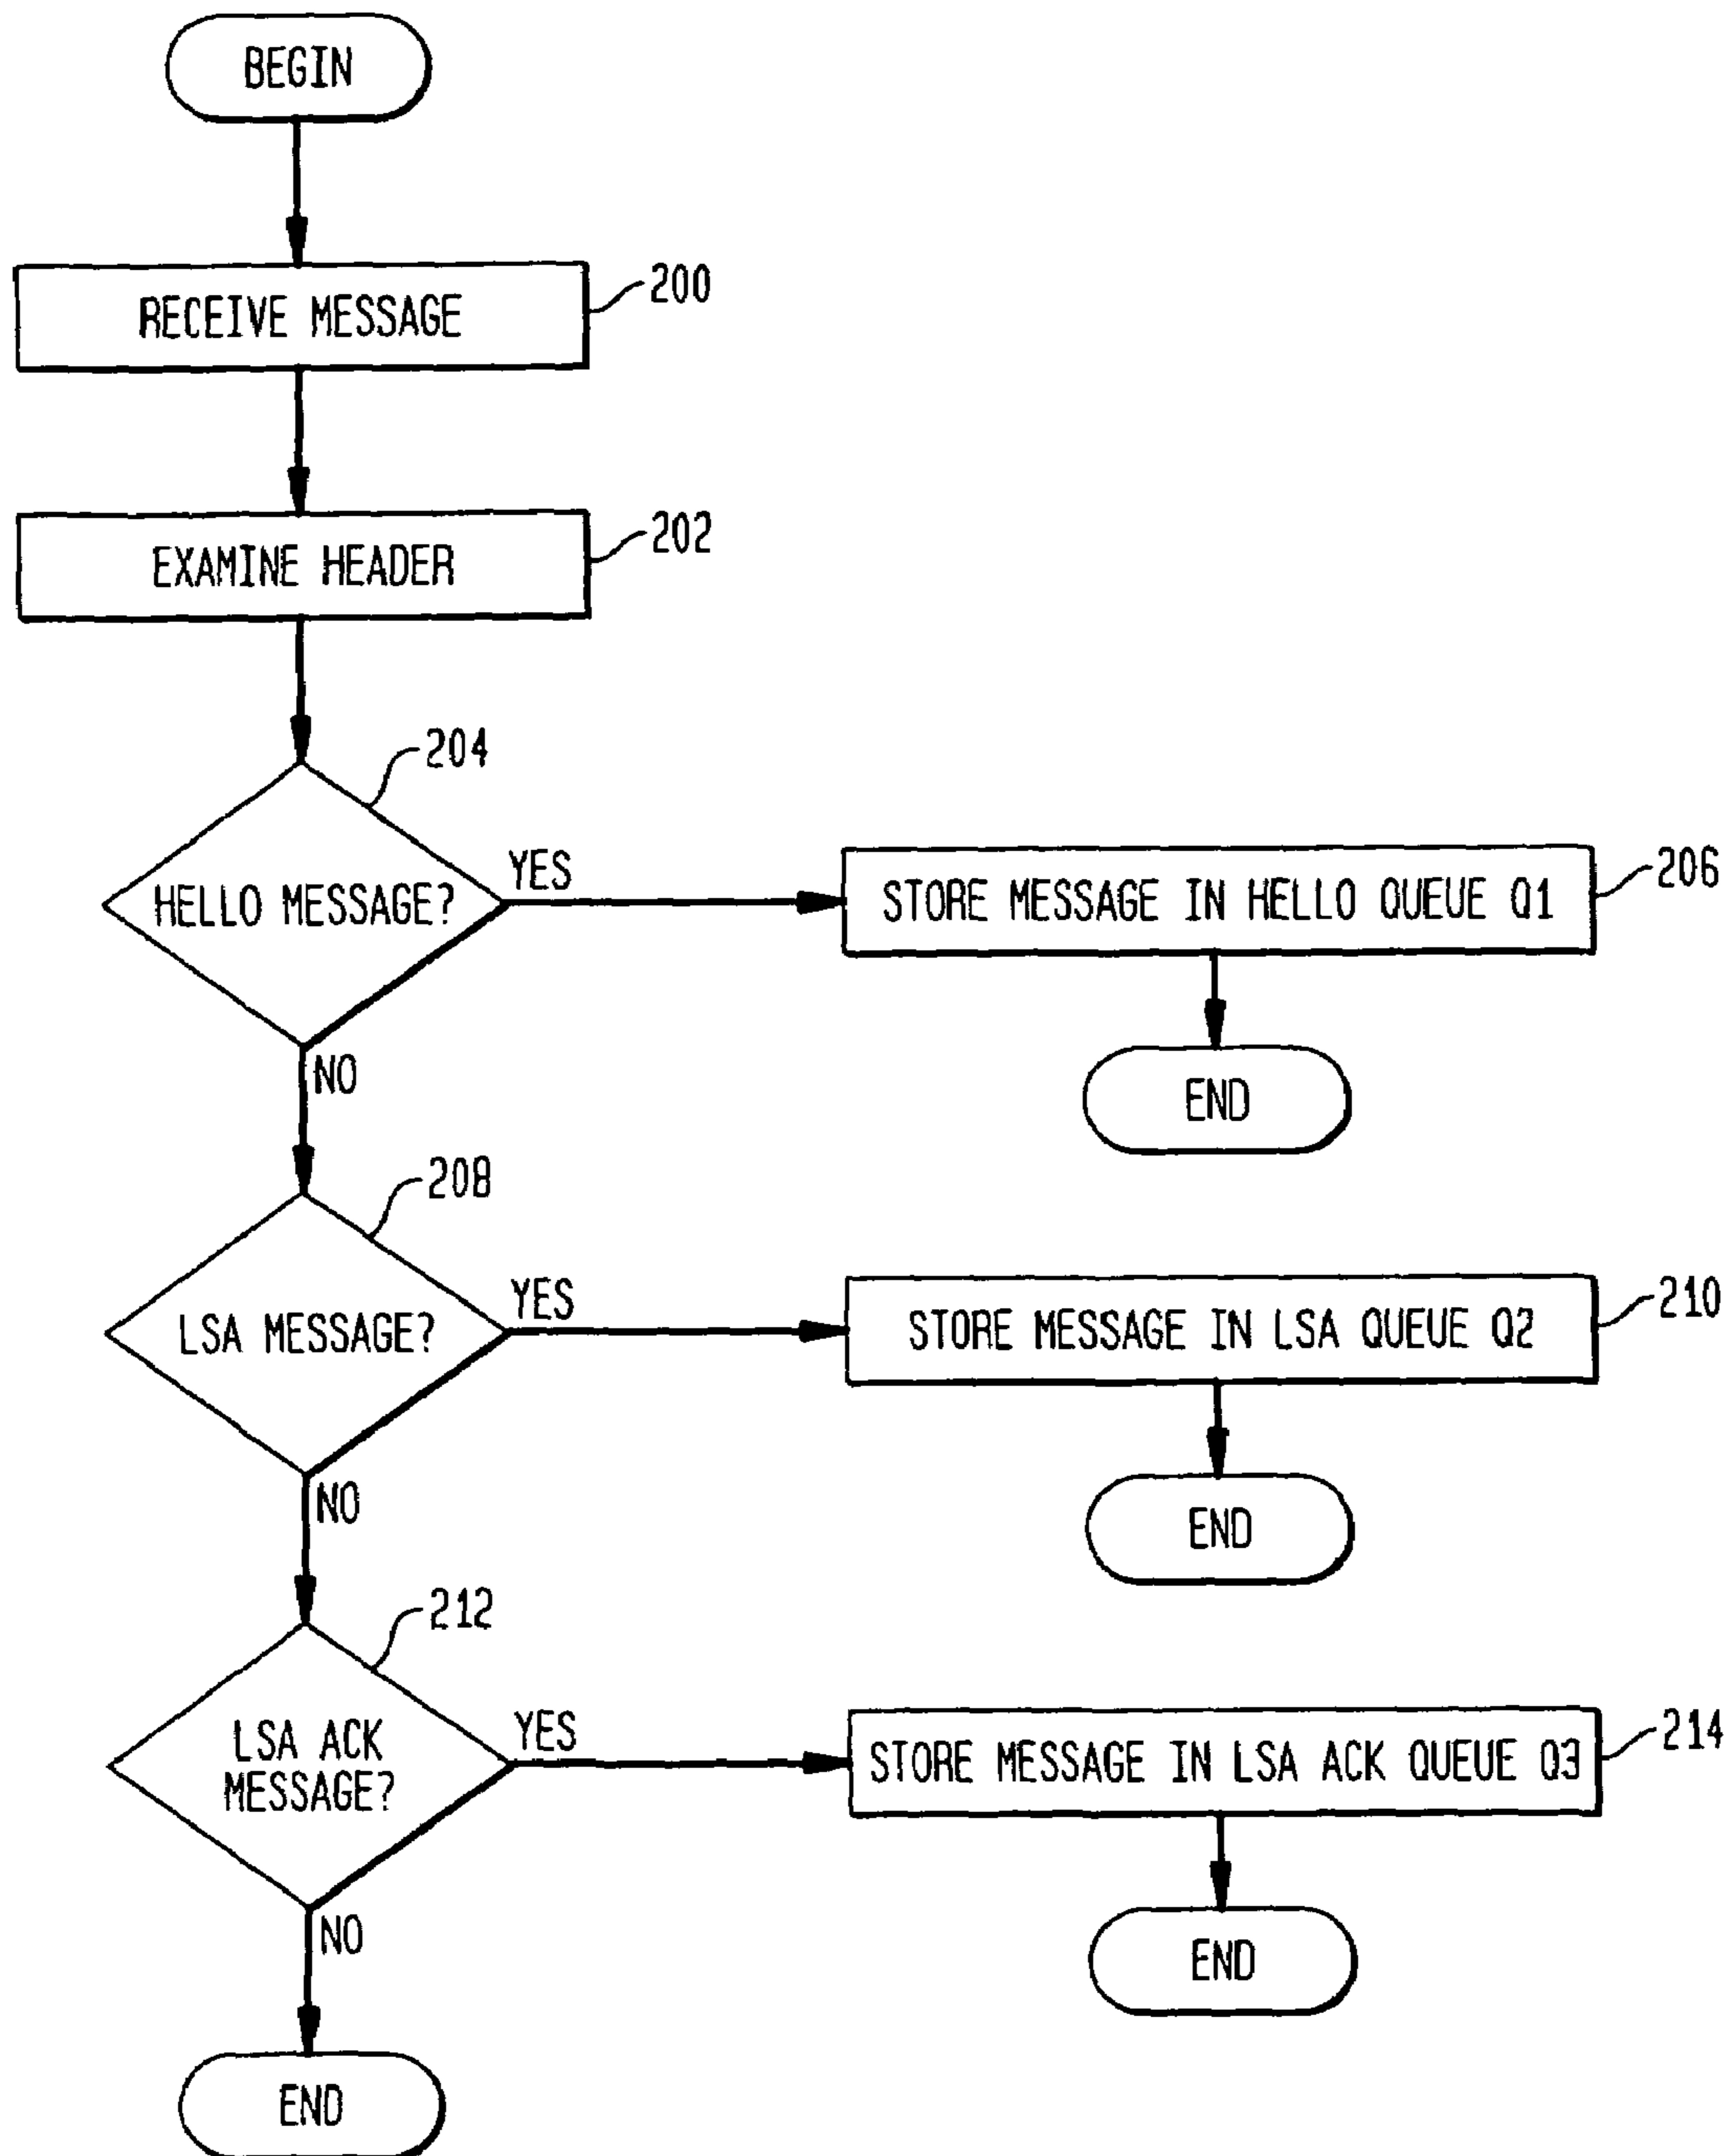 BEGIN
RECEIVE MESSAGE
200
EXAMINE HEADER
202
204
HELLO MESSAGE?
YES
STORE MESSAGE IN HELLO QUEUE Q1
206
END
NO
208
LSA MESSAGE?
YES
STORE MESSAGE IN LSA QUEUE Q2
210
END
NO
212
LSA ACK
MESSAGE?
YES
STORE MESSAGE IN LSA ACK QUEUE Q3
214
END
NO
END